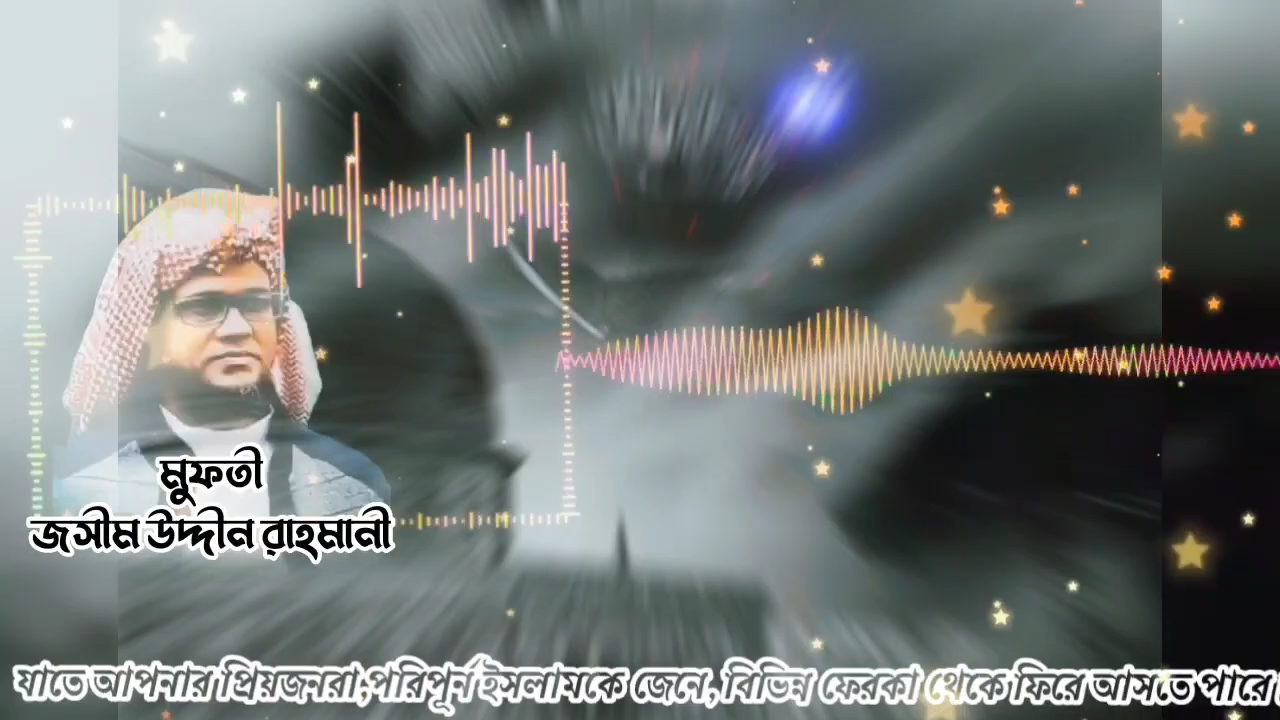 মুফতী
জসীম উদ্দীন রাহমানী
যাতে আপনার প্রিয়জনরা,পরিপূর্ন ইসলামকে জেনে, বিভিন্ন ফেরকা থেকে ফিরে আসতে পারে